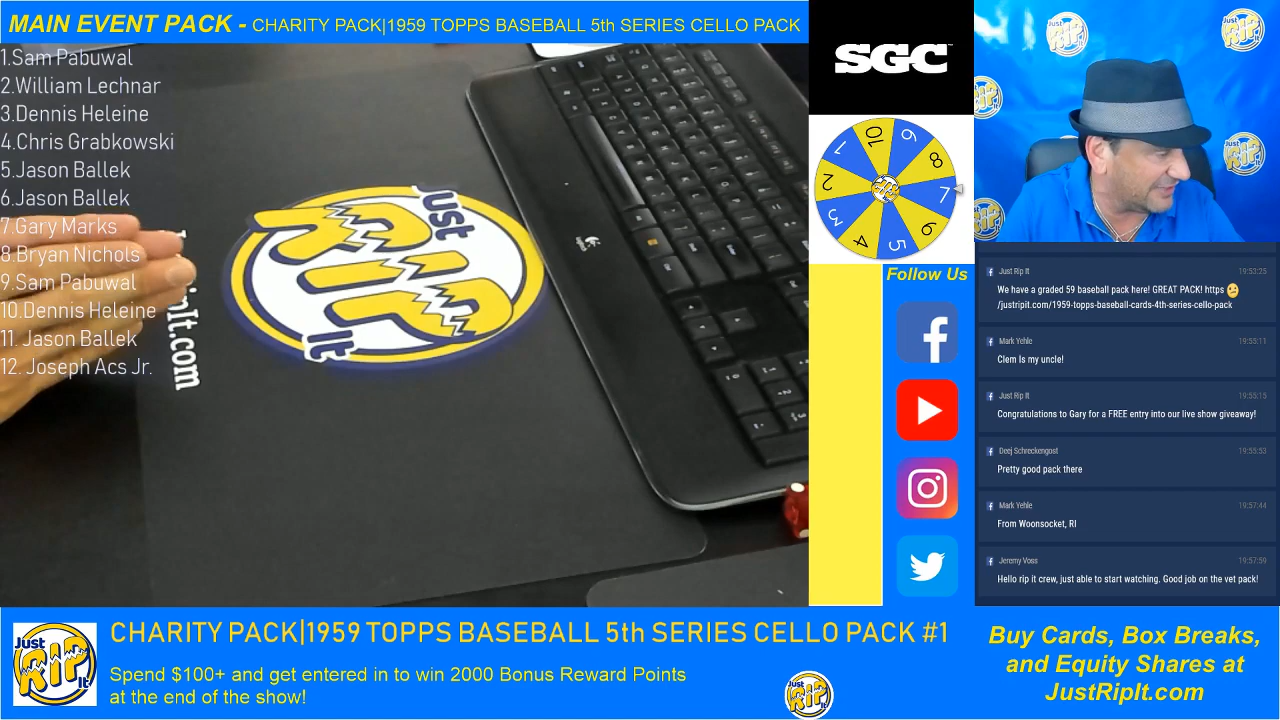 MAIN EVENT PACK - CHARITY PACK|1959 TOPPS BASEBALL 5th SERIES CELLO PACK
1.Sam Pabuwal
2.William Lechnar
3.Dennis Heleine
4.Chris Grabkowski
5.Jason Ballek
6.Jason Ballek
7.Gary Marks
8.Bryan Nichols
9.Sam Pabuwal
10.Dennis Heleine
11. Jason Ballek
12. Joseph Acs Jr.
Just
RIP
It
.com
SGC
10
9
8
7
6
5
4
3
2
1
Follow Us
Just Rip It 19:53:25
We have a graded 59 baseball pack here! GREAT PACK! https
/justripit.com/1959-topps-baseball-cards-4th-series-cello-pack
Mark Yehle 19:55:11
Clem Is my uncle!
Just Rip It 19:55:15
Congratulations to Gary for a FREE entry into our live show giveaway!
Deej Schreckengost 19:55:53
Pretty good pack there
Mark Yehle 19:57:44
From Woonsocket, RI
Jeremy Voss 19:57:59
Hello rip it crew, just able to start watching. Good job on the vet pack!
Just
RIP
It
CHARITY PACK|1959 TOPPS BASEBALL 5th SERIES CELLO PACK #1
Spend $100+ and get entered in to win 2000 Bonus Reward Points
at the end of the show!
Just
RIP
It
Buy Cards, Box Breaks,
and Equity Shares at
JustRipIt.com